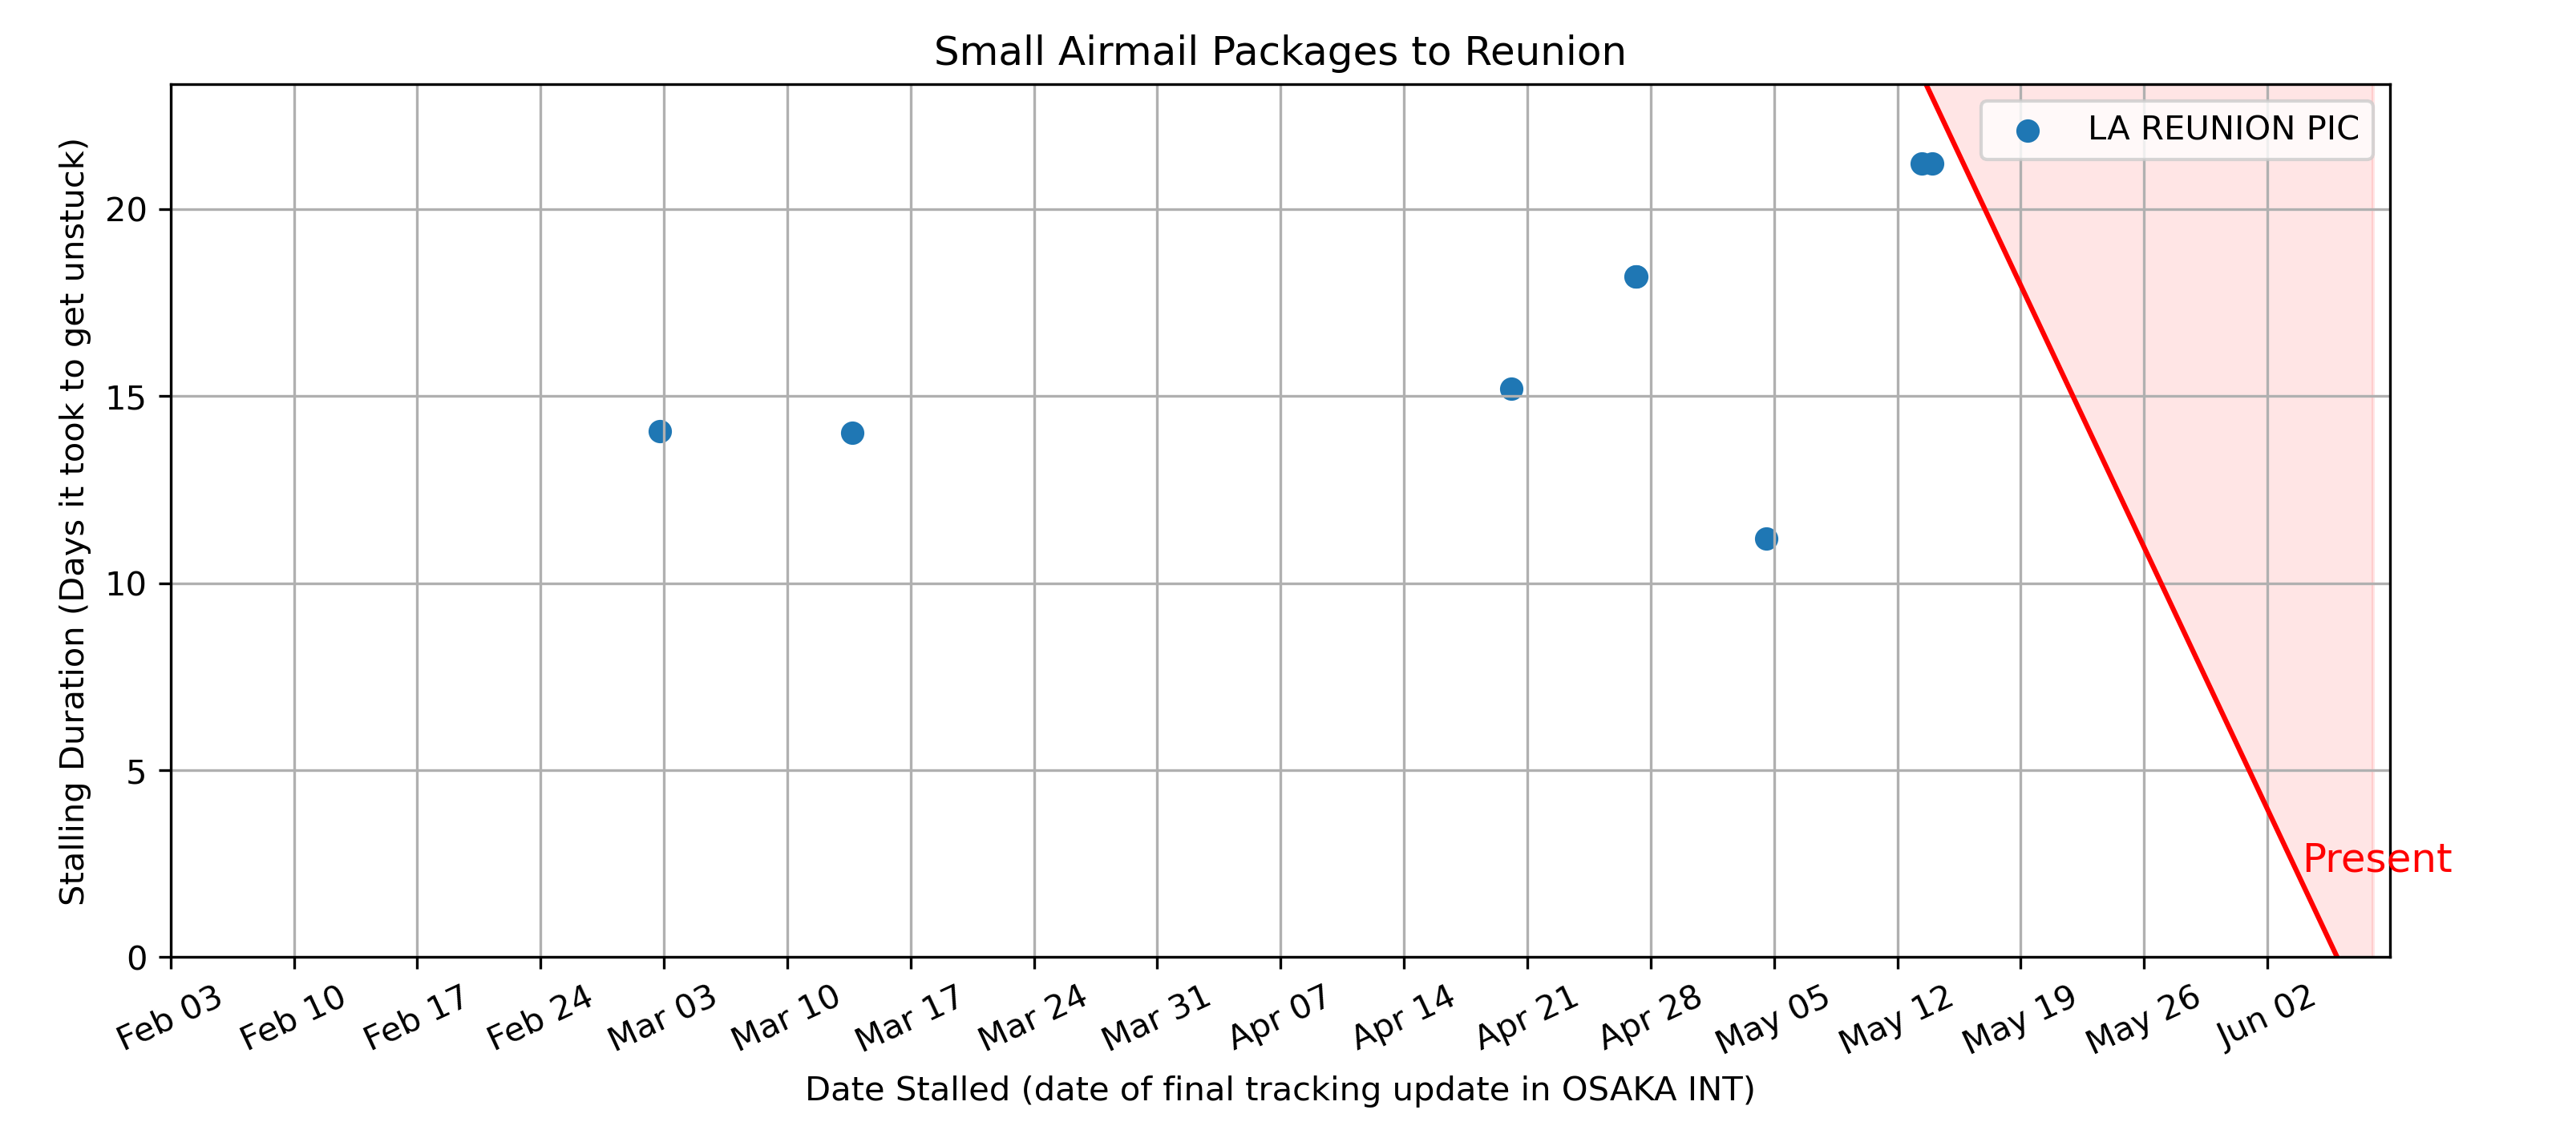 Small Airmail Packages to Reunion
LA REUNION PIC
Stalling Duration (Days it took to get unstuck)
20
15
10
5
0
Present
Feb 03 Feb 10 Feb 17 Feb 24 Mar 03 Mar 10 Mar 17 Mar 24 Mar 31 Apr 07 Apr 14 Apr 21 Apr 28 May 05 May 12 May 19 May 26 Jun 02
Date Stalled (date of final tracking update in OSAKA INT)